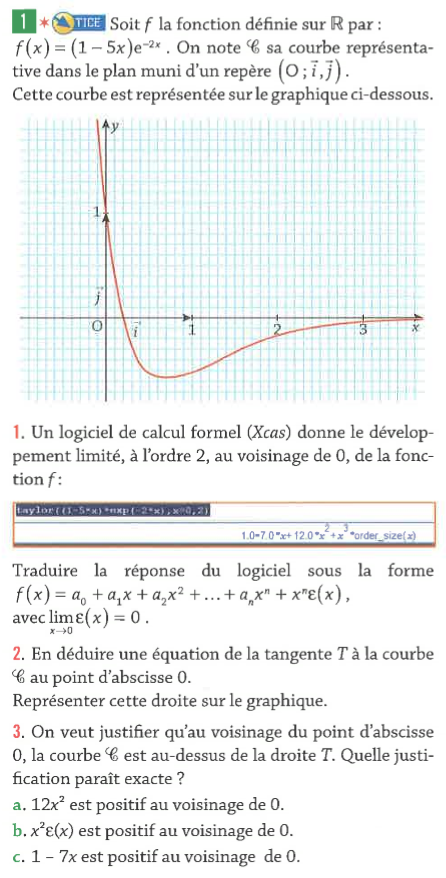 1 * TICE Soit f la fonction définie sur ℝ par :
f(x) = (1 – 5x)e⁻²ˣ . On note 𝒞 sa courbe représenta-
tive dans le plan muni d'un repère (O ; i⃗, j⃗) .
Cette courbe est représentée sur le graphique ci-dessous.
y
1
j⃗
O i⃗ 1 2 3 x
1. Un logiciel de calcul formel (Xcas) donne le dévelop-
pement limité, à l'ordre 2, au voisinage de 0, de la fonc-
tion f :
taylor((1-5*x)*exp(-2*x),x=0,2)
1.0-7.0*x+12.0*x²+x³*order_size(x)
Traduire la réponse du logiciel sous la forme
f(x) = a₀ + a₁x + a₂x² + … + aₙxⁿ + xⁿε(x) ,
avec lim ε(x) = 0 .
x→0
2. En déduire une équation de la tangente T à la courbe
𝒞 au point d'abscisse 0.
Représenter cette droite sur le graphique.
3. On veut justifier qu'au voisinage du point d'abscisse
0, la courbe 𝒞 est au-dessus de la droite T. Quelle justi-
fication paraît exacte ?
a. 12x² est positif au voisinage de 0.
b. x²ε(x) est positif au voisinage de 0.
c. 1 – 7x est positif au voisinage de 0.